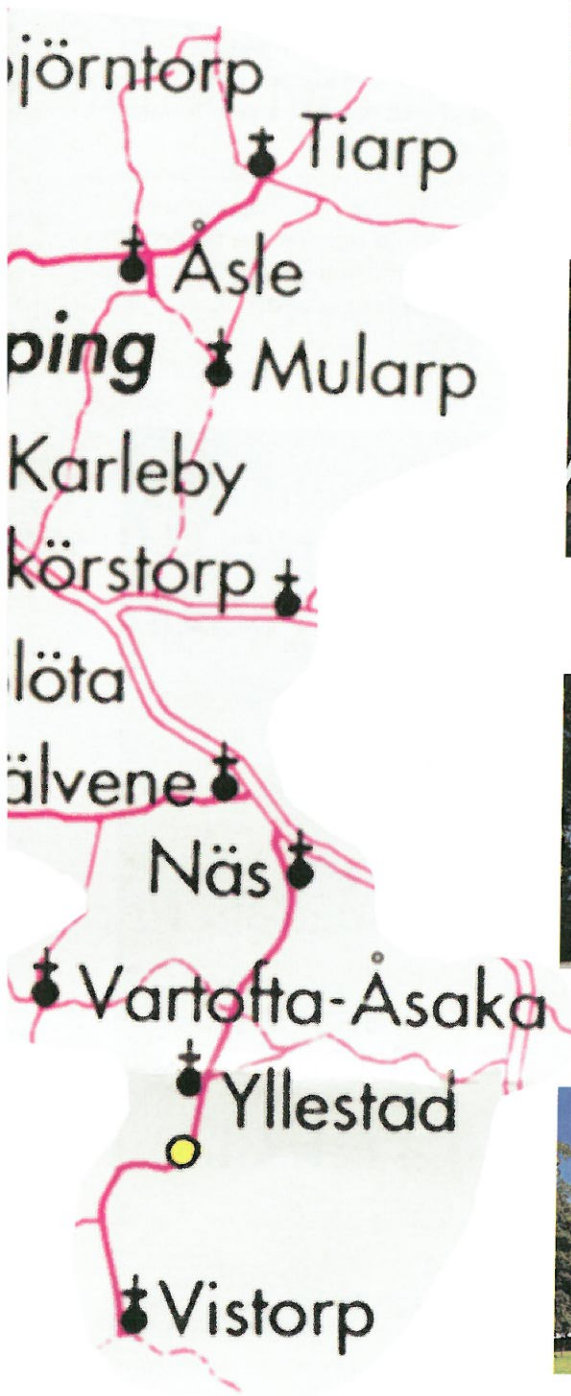 jörntorp
Tiarp
Åsle
ping
Mularp
Karleby
körstorp
löta
älvene
Näs
Vartofta-Åsaka
Yllestad
Vistorp